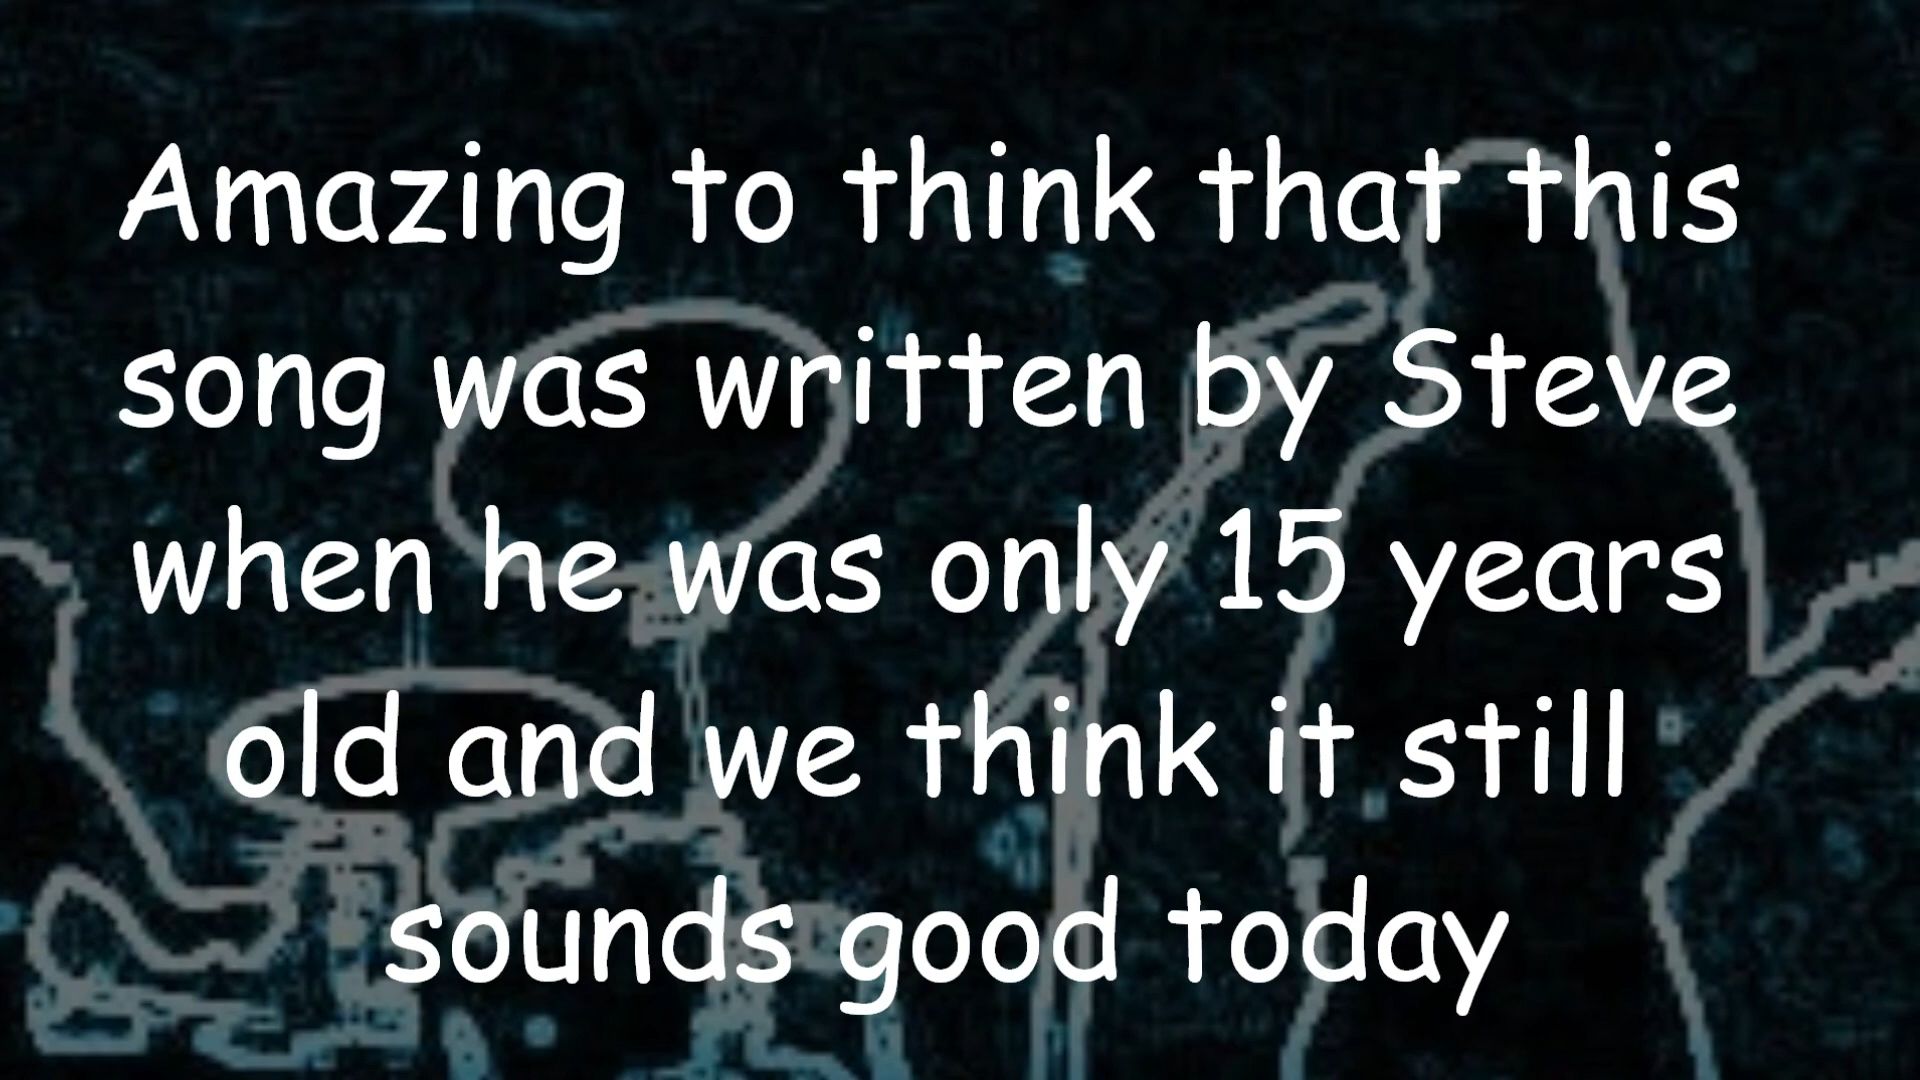 Amazing to think that this
song was written by Steve
when he was only 15 years
old and we think it still
sounds good today